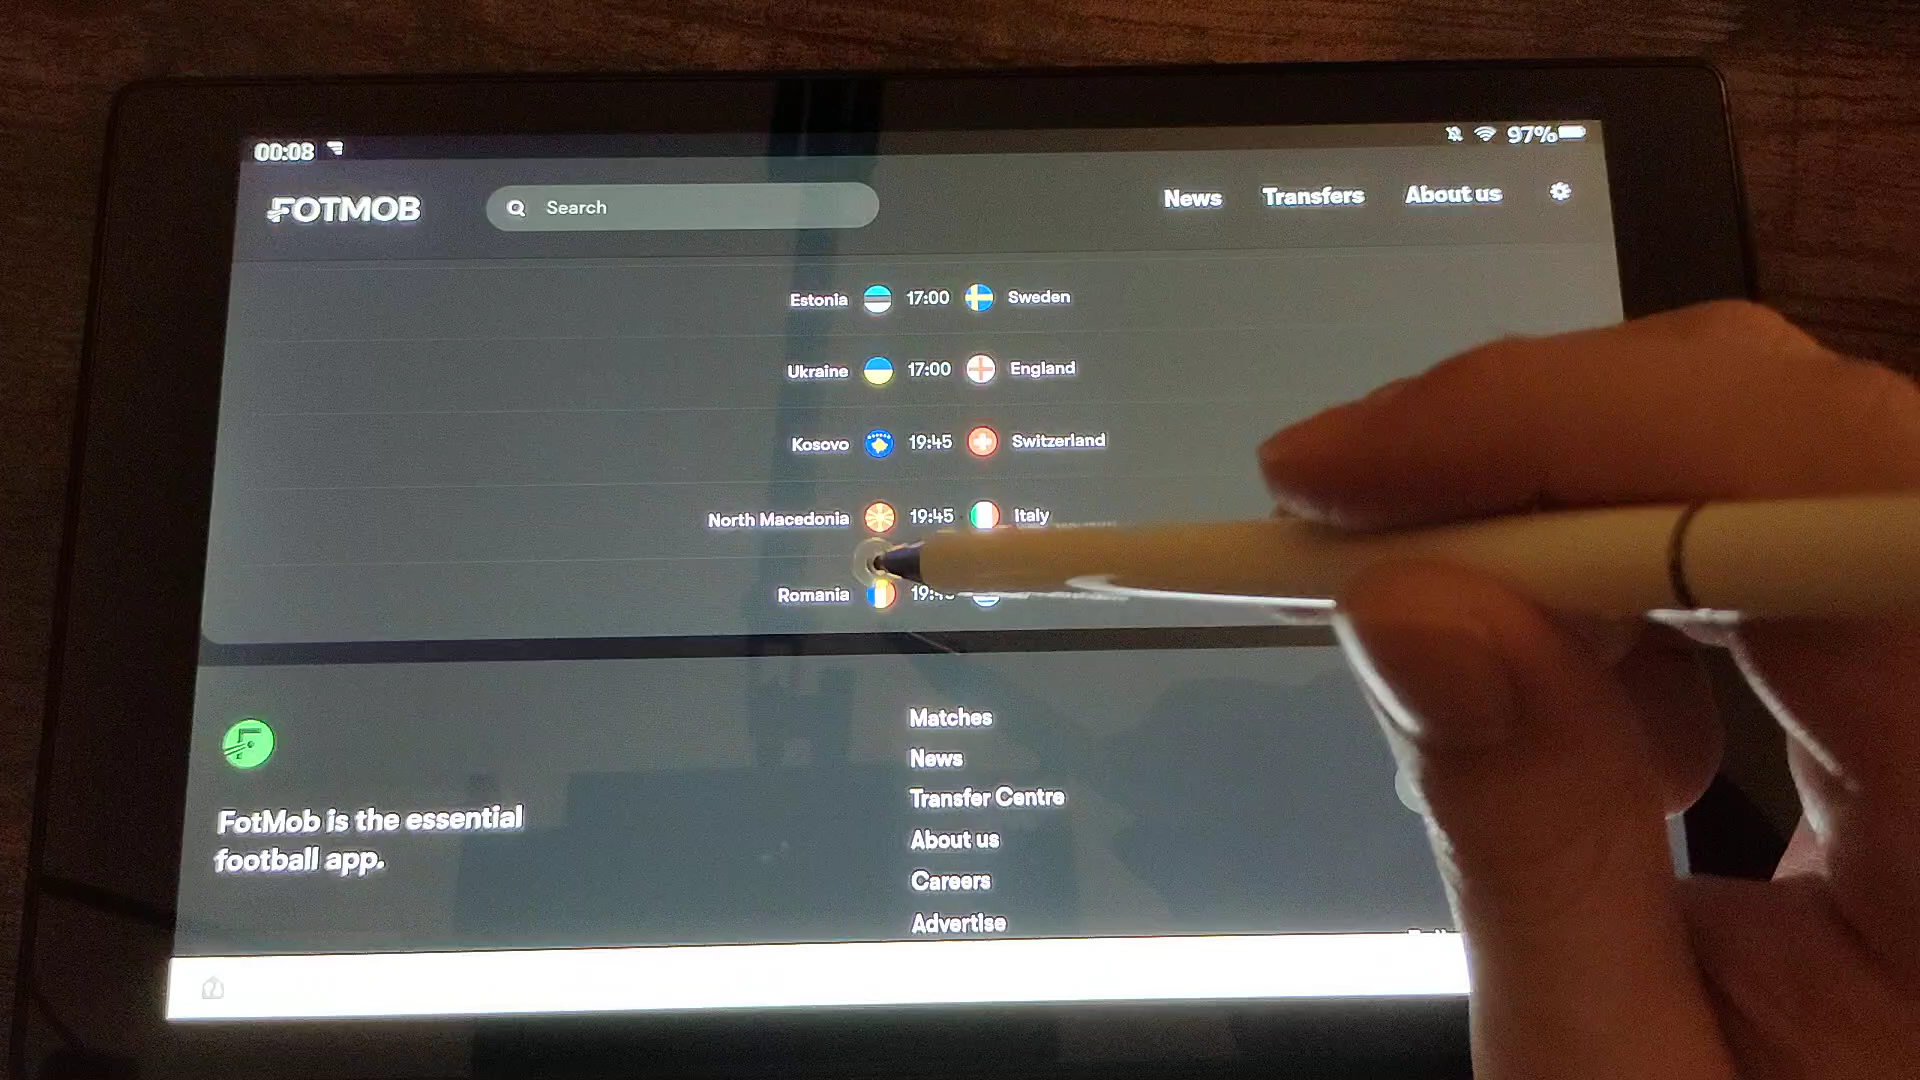 00:08 97%
FOTMOB Search News Transfers About us
Estonia 17:00 Sweden
Ukraine 17:00 England
Kosovo 19:45 Switzerland
North Macedonia 19:45 Italy
Romania
Matches
News
Transfer Centre
About us
Careers
Advertise
FotMob is the essential
football app.